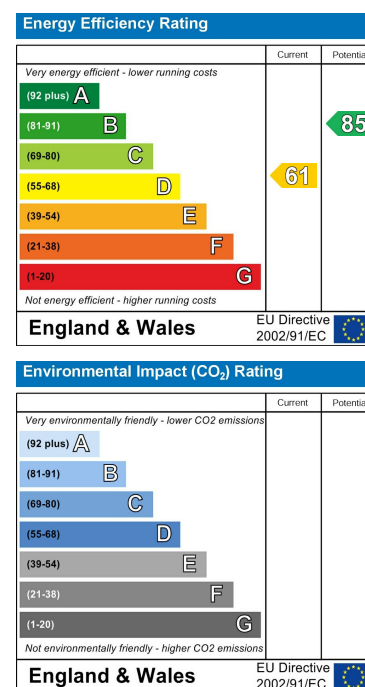 Energy Efficiency Rating
Current Potentia
Very energy efficient - lower running costs
(92 plus) A
(81-91) B 85
(69-80) C
(55-68) D 61
(39-54) E
(21-38) F
(1-20) G
Not energy efficient - higher running costs
England & Wales EU Directive 2002/91/EC
Environmental Impact (CO₂) Rating
Current Potentia
Very environmentally friendly - lower CO2 emissions
(92 plus) A
(81-91) B
(69-80) C
(55-68) D
(39-54) E
(21-38) F
(1-20) G
Not environmentally friendly - higher CO2 emissions
England & Wales EU Directive 2002/91/EC